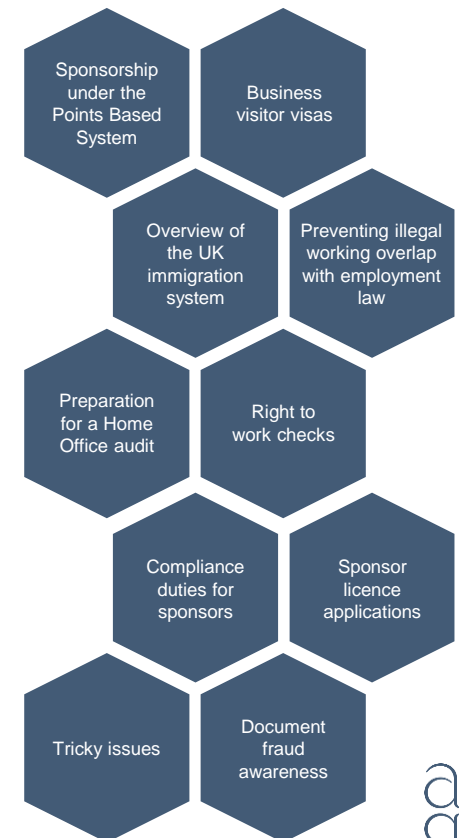 Sponsorship
under the
Points Based
System
Business
visitor visas
Overview of
the UK
immigration
system
Preventing illegal
working overlap
with employment
law
Preparation
for a Home
Office audit
Right to
work checks
Compliance
duties for
sponsors
Sponsor
licence
applications
Tricky issues
Document
fraud
awareness